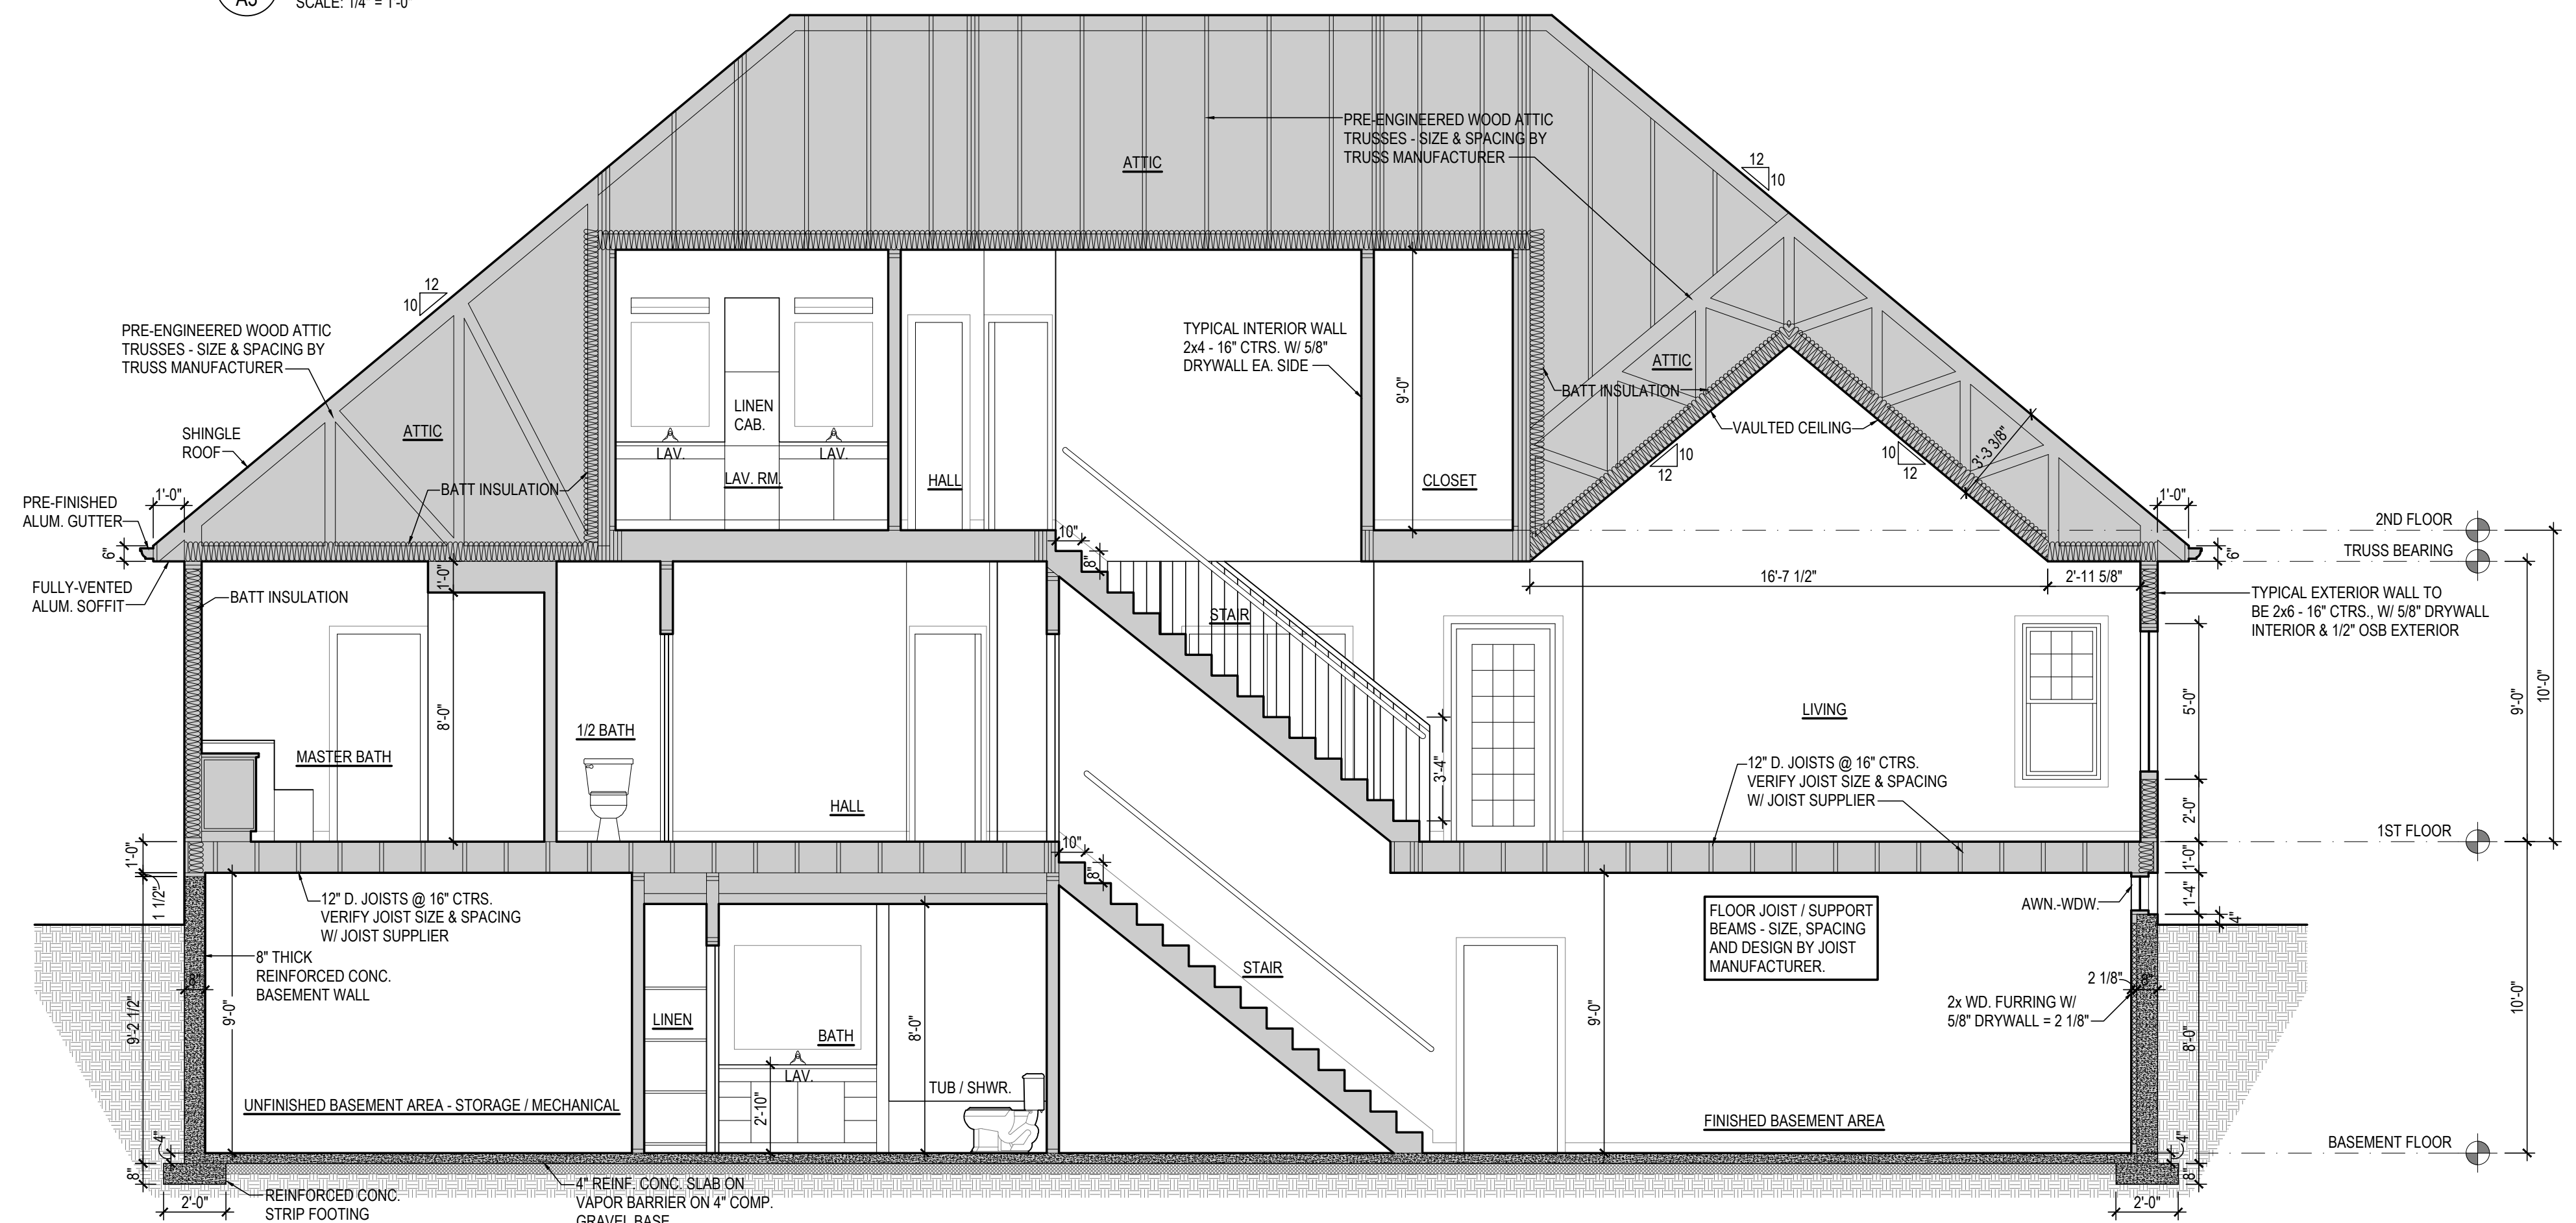 A5
SCALE: 1/4" = 1'-0"
PRE-ENGINEERED WOOD ATTIC
TRUSSES - SIZE & SPACING BY
TRUSS MANUFACTURER
ATTIC
12
10
12
10
PRE-ENGINEERED WOOD ATTIC
TRUSSES - SIZE & SPACING BY
TRUSS MANUFACTURER
TYPICAL INTERIOR WALL
2x4 - 16" CTRS. W/ 5/8"
DRYWALL EA. SIDE
9'-0"
ATTIC
BATT INSULATION
VAULTED CEILING
10
12
10
12
3'-3 3/8"
LINEN
CAB.
LAV.
LAV.
LAV. RM.
HALL
CLOSET
ATTIC
SHINGLE
ROOF
BATT INSULATION
PRE-FINISHED
ALUM. GUTTER
1'-0"
6"
FULLY-VENTED
ALUM. SOFFIT
1'-0"
6"
2ND FLOOR
TRUSS BEARING
10"
8"
1'-0"
BATT INSULATION
16'-7 1/2"
2'-11 5/8"
TYPICAL EXTERIOR WALL TO
BE 2x6 - 16" CTRS., W/ 5/8" DRYWALL
INTERIOR & 1/2" OSB EXTERIOR
STAIR
8'-0"
1/2 BATH
MASTER BATH
HALL
3'-4"
LIVING
12" D. JOISTS @ 16" CTRS.
VERIFY JOIST SIZE & SPACING
W/ JOIST SUPPLIER
5'-0"
2'-0"
9'-0"
10'-0"
1ST FLOOR
1'-0"
1 1/2"
10"
8"
1'-0"
1'-4"
4"
12" D. JOISTS @ 16" CTRS.
VERIFY JOIST SIZE & SPACING
W/ JOIST SUPPLIER
8" THICK
REINFORCED CONC.
BASEMENT WALL
8"
9'-2 1/2"
9'-0"
FLOOR JOIST / SUPPORT
BEAMS - SIZE, SPACING
AND DESIGN BY JOIST
MANUFACTURER.
AWN.-WDW.
2 1/8"
8"
2x WD. FURRING W/
5/8" DRYWALL = 2 1/8"
STAIR
LINEN
BATH
8'-0"
9'-0"
8'-0"
10'-0"
LAV.
2'-10"
TUB / SHWR.
UNFINISHED BASEMENT AREA - STORAGE / MECHANICAL
FINISHED BASEMENT AREA
BASEMENT FLOOR
4"
8"
4"
8"
2'-0"
REINFORCED CONC.
STRIP FOOTING
4" REINF. CONC. SLAB ON
VAPOR BARRIER ON 4" COMP.
GRAVEL BASE
2'-0"